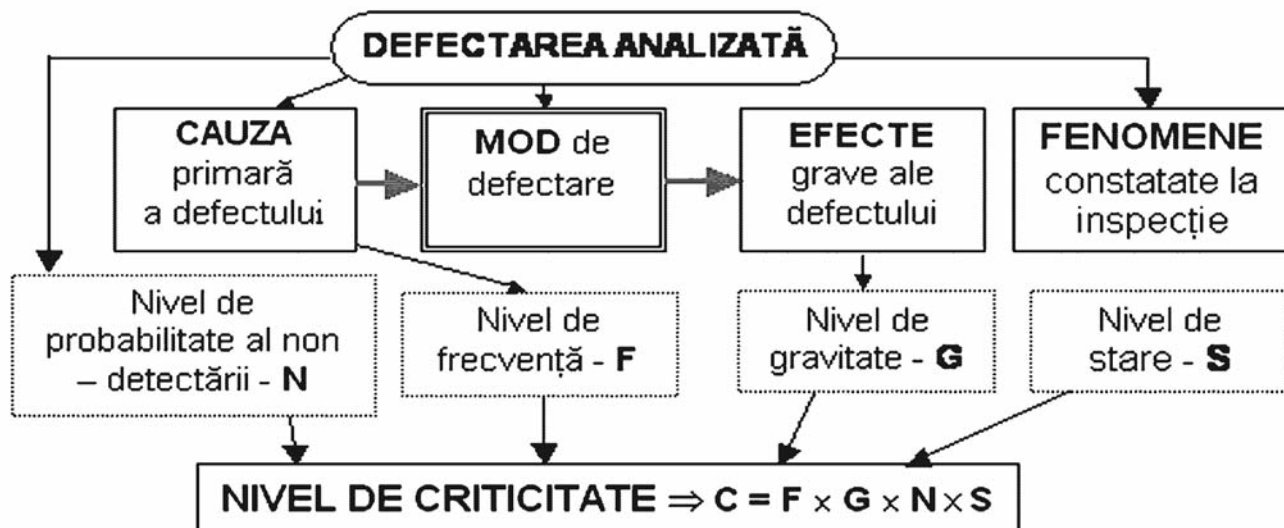 DEFECTAREA ANALIZATĂ
CAUZA
primară
a defectului
MOD de
defectare
EFECTE
grave ale
defectului
FENOMENE
constatate la
inspecție
Nivel de
probabilitate al non
– detectării - N
Nivel de
frecvență - F
Nivel de
gravitate - G
Nivel de
stare - S
NIVEL DE CRITICITATE ⇒ C = F × G × N × S